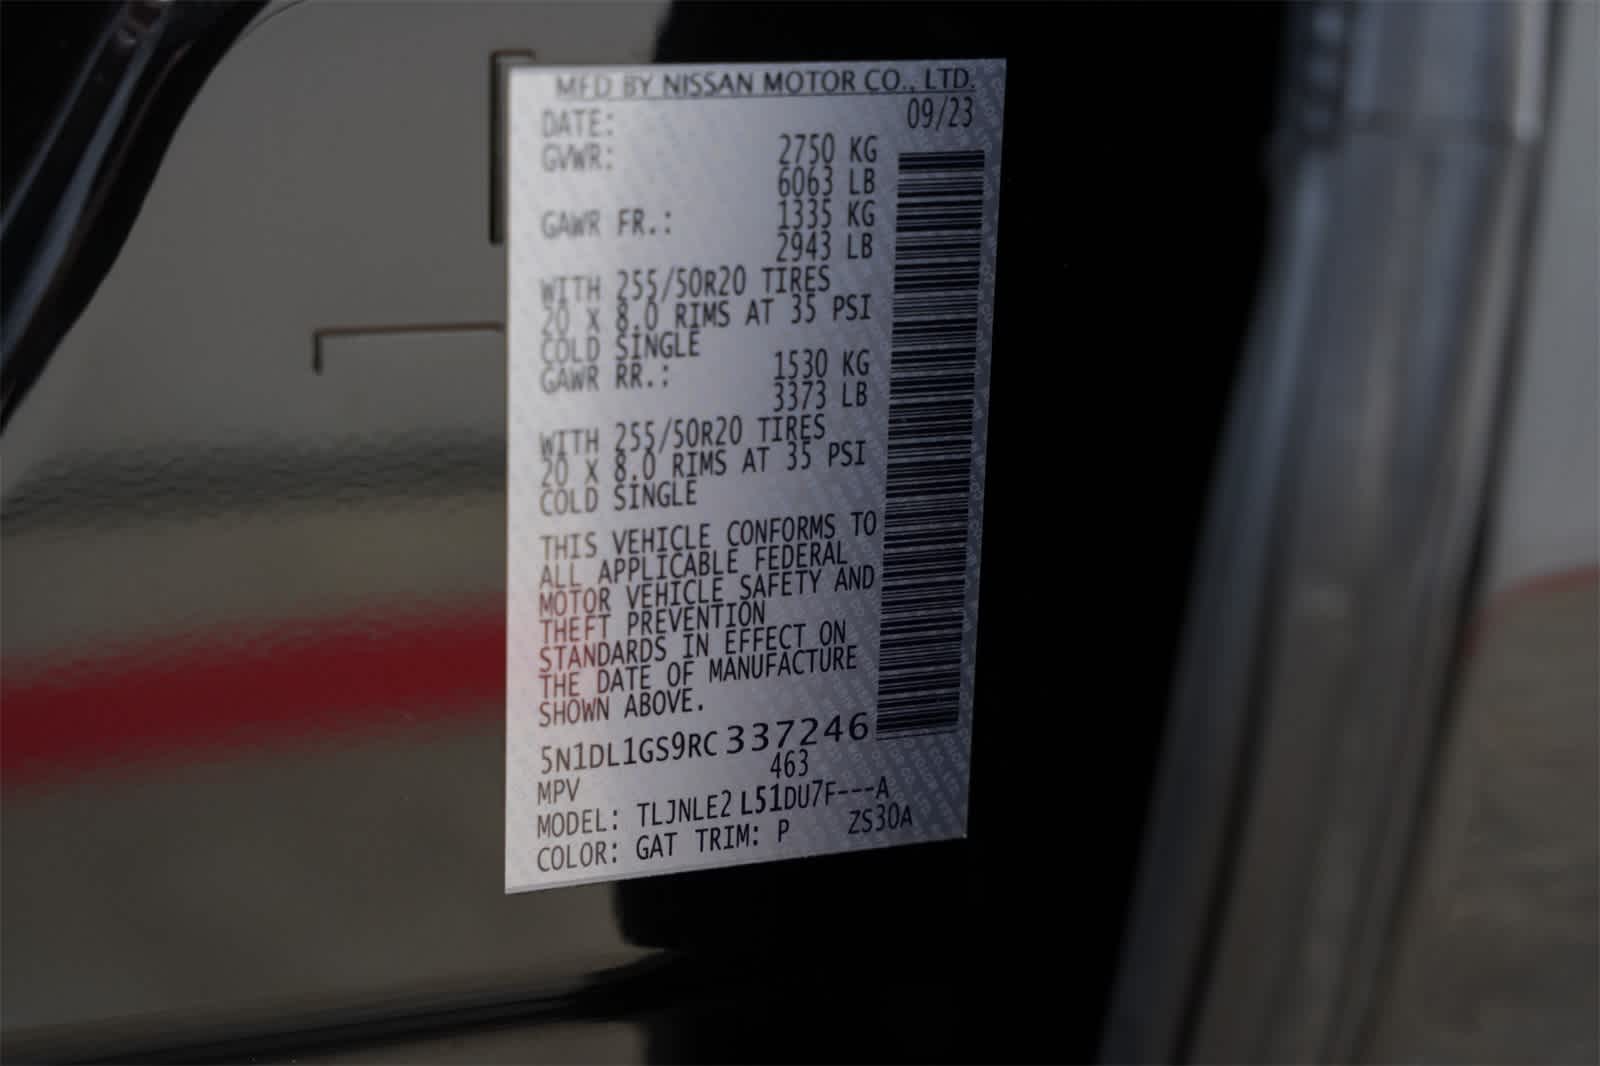 MFD BY NISSAN MOTOR CO., LTD.
DATE: 09/23
GVWR: 2750 KG
6063 LB
GAWR FR.: 1335 KG
2943 LB
WITH 255/50R20 TIRES
20 X 8.0 RIMS AT 35 PSI
COLD SINGLE
GAWR RR.: 1530 KG
3373 LB
WITH 255/50R20 TIRES
20 X 8.0 RIMS AT 35 PSI
COLD SINGLE
THIS VEHICLE CONFORMS TO
ALL APPLICABLE FEDERAL
MOTOR VEHICLE SAFETY AND
THEFT PREVENTION
STANDARDS IN EFFECT ON
THE DATE OF MANUFACTURE
SHOWN ABOVE.
5N1DL1GS9RC337246
MPV 463
MODEL: TLJNLE2 L51DU7F---A
COLOR: GAT TRIM: P ZS30A